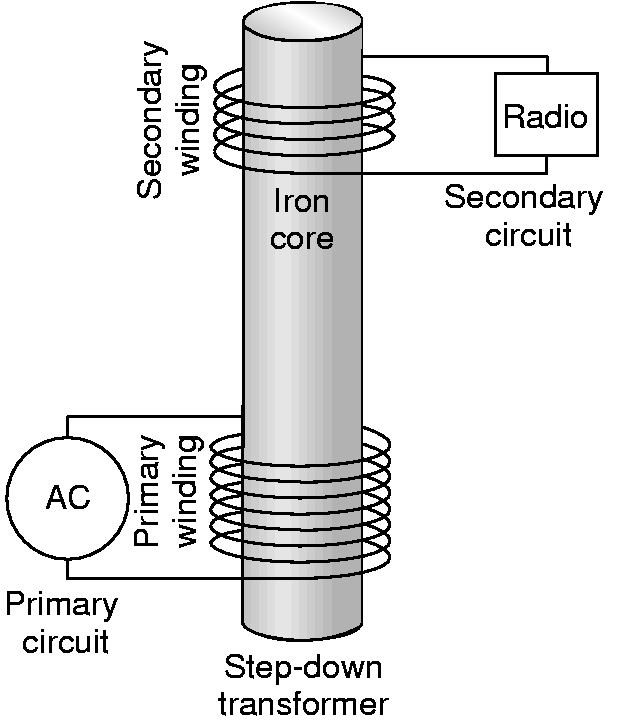 Secondary
winding
Radio
Iron
core
Secondary
circuit
AC
Primary
winding
Primary
circuit
Step-down
transformer